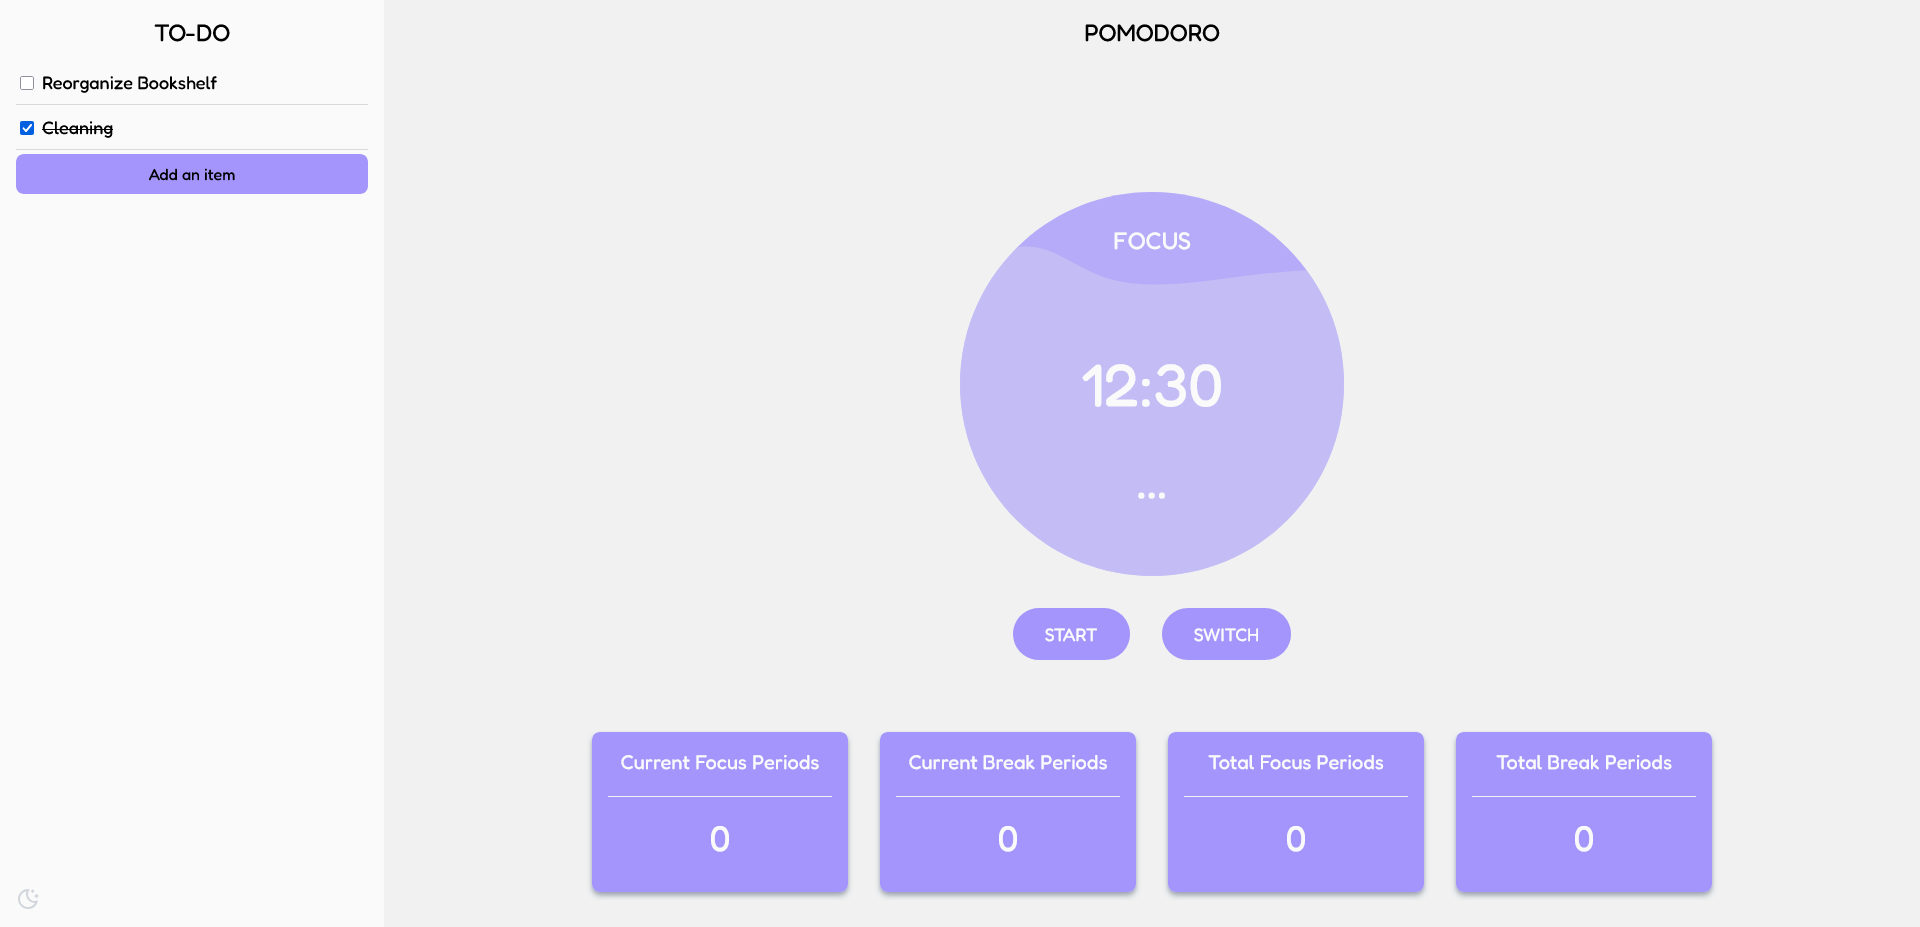 TO-DO
Reorganize Bookshelf
Cleaning
Add an item
POMODORO
FOCUS
12:30
...
START
SWITCH
Current Focus Periods
0
Current Break Periods
0
Total Focus Periods
0
Total Break Periods
0